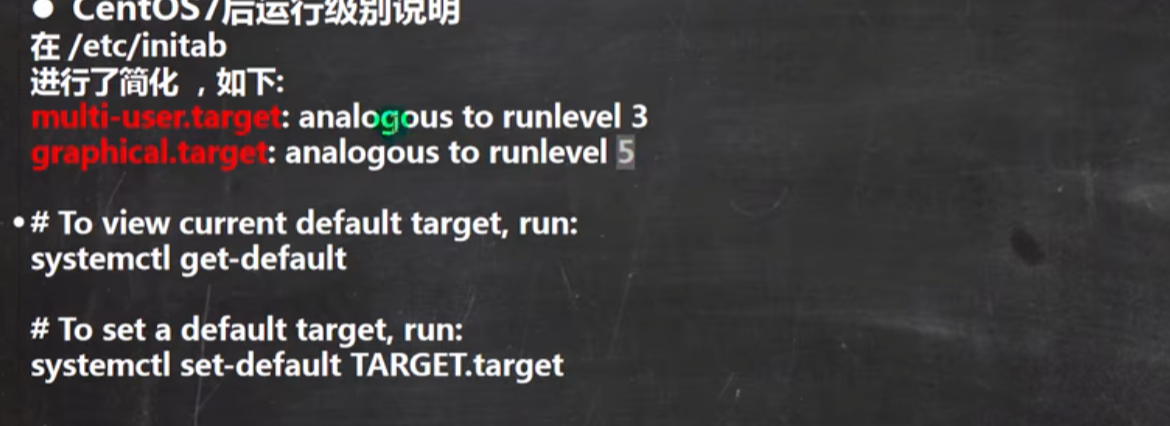 ● CentOS7后运行级别说明
在 /etc/initab
进行了简化 ，如下:
multi-user.target: analogous to runlevel 3
graphical.target: analogous to runlevel 5
• # To view current default target, run:
systemctl get-default
# To set a default target, run:
systemctl set-default TARGET.target